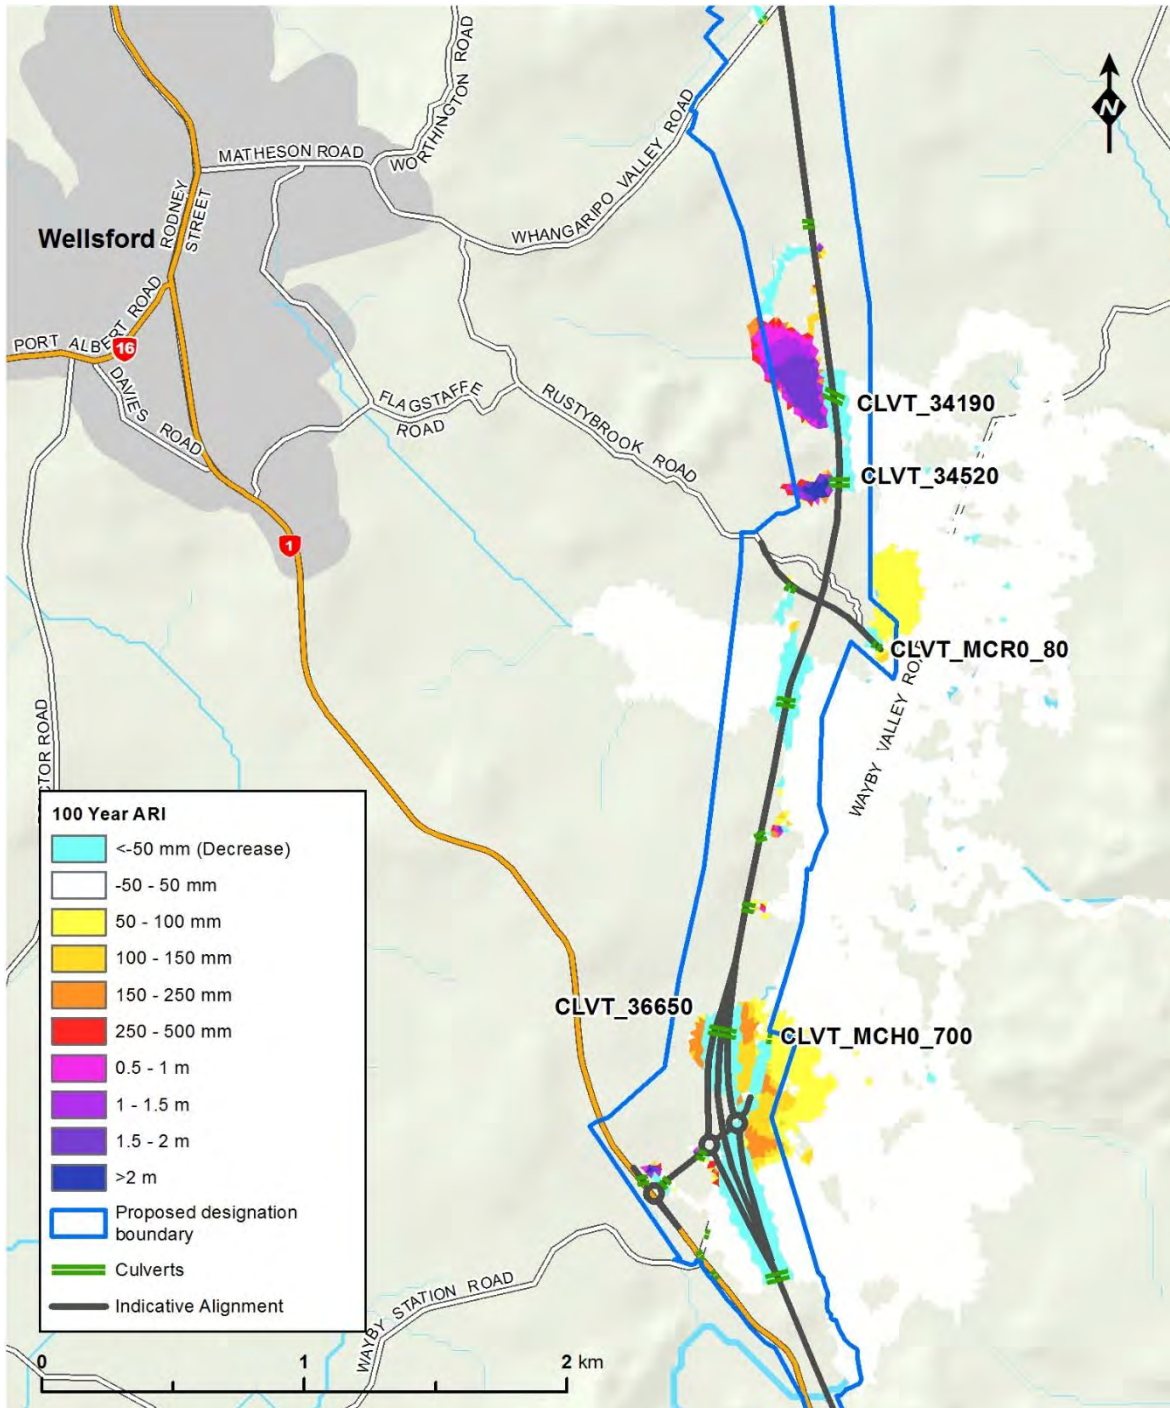 N
MATHESON ROAD
WORTHINGTON ROAD
RODNEY
STREET
WHANGARIPO VALLEY ROAD
Wellsford
PORT ALBERT ROAD
16
DAVIES ROAD
FLAGSTAFFE
ROAD
RUSTYBROOK ROAD
CLVT_34190
CLVT_34520
1
CLVT_MCR0_80
WAYBY VALLEY
CLVT_36650
CLVT_MCH0_700
ROAD
100 Year ARI
<-50 mm (Decrease)
-50 - 50 mm
50 - 100 mm
100 - 150 mm
150 - 250 mm
250 - 500 mm
0.5 - 1 m
1 - 1.5 m
1.5 - 2 m
>2 m
Proposed designation
boundary
Culverts
Indicative Alignment
WAYBY STATION ROAD
0 1 2 km